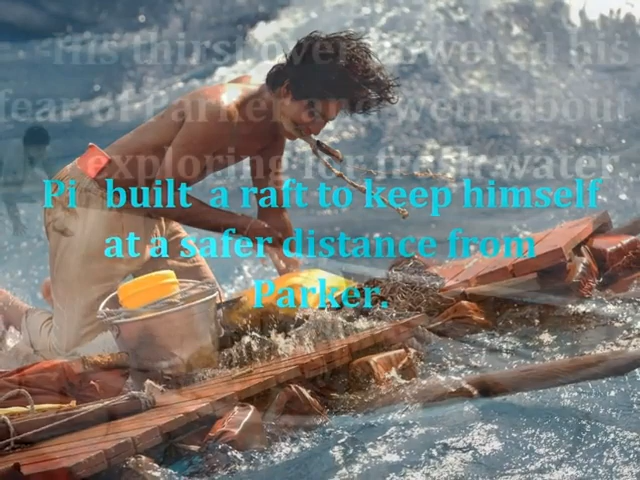 His thirst overpowered his
fear of Parker and went about
exploring for fresh water
Pi built a raft to keep himself
at a safer distance from
Parker.